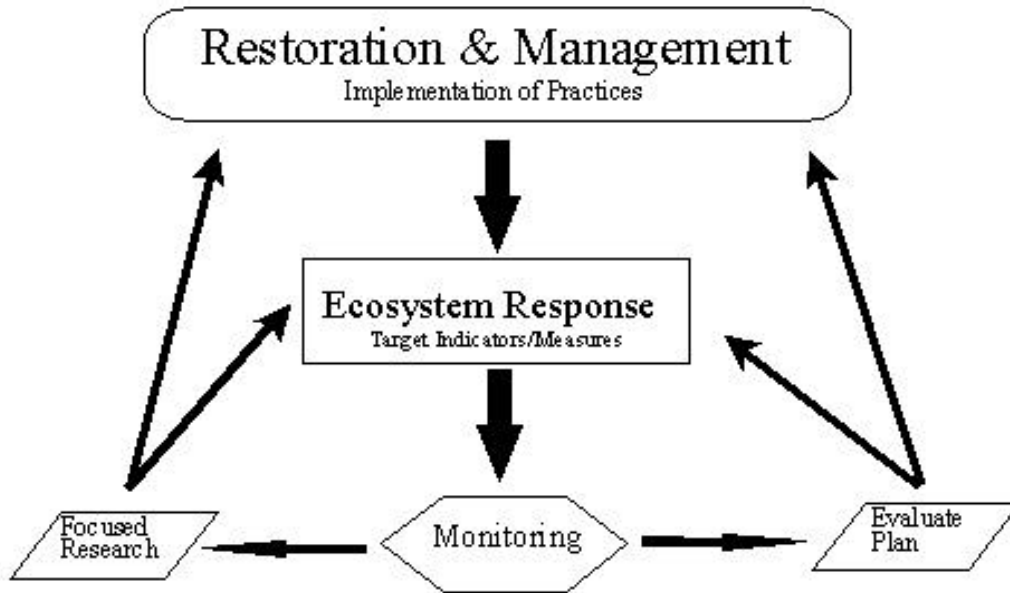 Restoration & Management
Implementation of Practices
Ecosystem Response
Target Indicators/Measures
Focused
Research
Monitoring
Evaluate
Plan